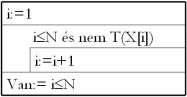 i:=1
i≤N és nem T(X[i])
i:=i+1
Van:= i≤N